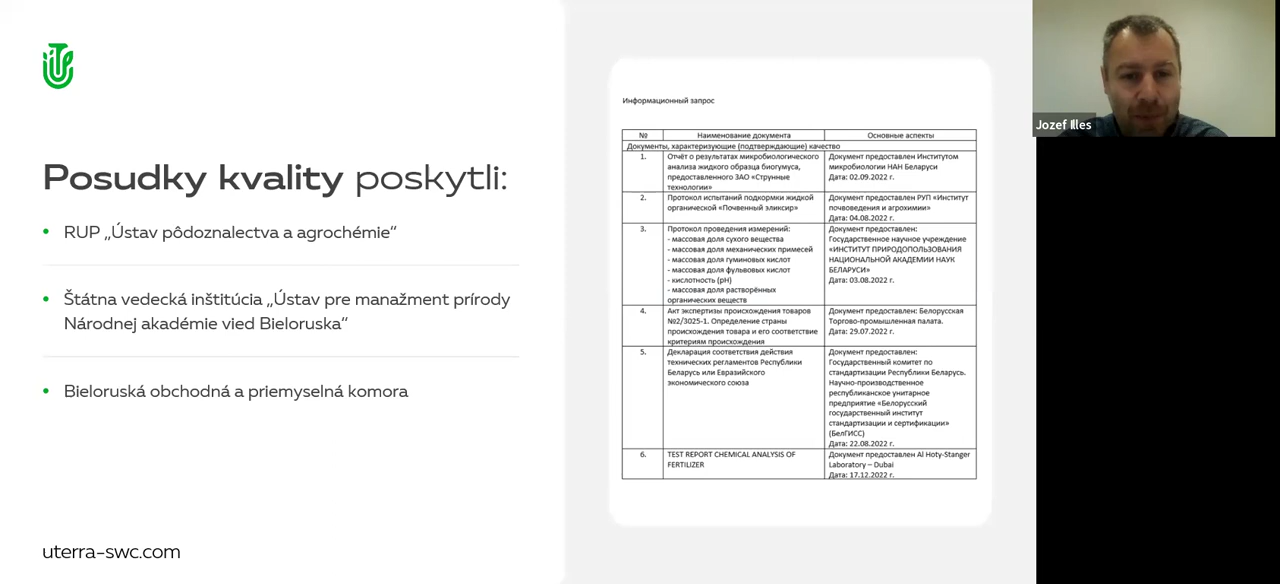 Posudky kvality poskytli:
• RUP „Ústav pôdoznalectva a agrochémie“
• Štátna vedecká inštitúcia „Ústav pre manažment prírody
Národnej akadémie vied Bieloruska“
• Bieloruská obchodná a priemyselná komora
uterra-swc.com
Информационный запрос
№ Наименование документа Основные аспекты
Документы, характеризующие (подтверждающие) качество
1.
Отчёт о результатах микробиологического
анализа жидкого образца биогумуса,
предоставленного ЗАО «Струнные
технологии»
Документ предоставлен Институтом
микробиологии НАН Беларуси
Дата: 02.09.2022 г.
2.
Протокол испытаний подкормки жидкой
органической «Почвенный эликсир»
Документ предоставлен РУП «Институт
почвоведения и агрохимии»
Дата: 04.08.2022 г.
3.
Протокол проведения измерений:
- массовая доля сухого вещества
- массовая доля механических примесей
- массовая доля гуминовых кислот
- массовая доля фульвовых кислот
- кислотность (pH)
- массовая доля растворённых
органических веществ
Документ предоставлен:
Государственное научное учреждение
«ИНСТИТУТ ПРИРОДОПОЛЬЗОВАНИЯ
НАЦИОНАЛЬНОЙ АКАДЕМИИ НАУК
БЕЛАРУСИ»
Дата: 03.08.2022 г.
4.
Акт экспертизы происхождения товаров
№2/3025-1. Определение страны
происхождения товара и его соответствие
критериям происхождения
Документ предоставлен: Белорусская
Торгово-промышленная палата.
Дата: 29.07.2022 г.
5.
Декларация соответствия действия
технических регламентов Республики
Беларусь или Евразийского
экономического союза
Документ предоставлен:
Государственный комитет по
стандартизации Республики Беларусь.
Научно-производственное
республиканское унитарное
предприятие «Белорусский
государственный институт
стандартизации и сертификации»
(БелГИСС)
Дата: 22.08.2022 г.
6.
TEST REPORT CHEMICAL ANALYSIS OF
FERTILIZER
Документ предоставлен Al Hoty-Stanger
Laboratory – Dubai
Дата: 17.12.2022 г.
Jozef Illes